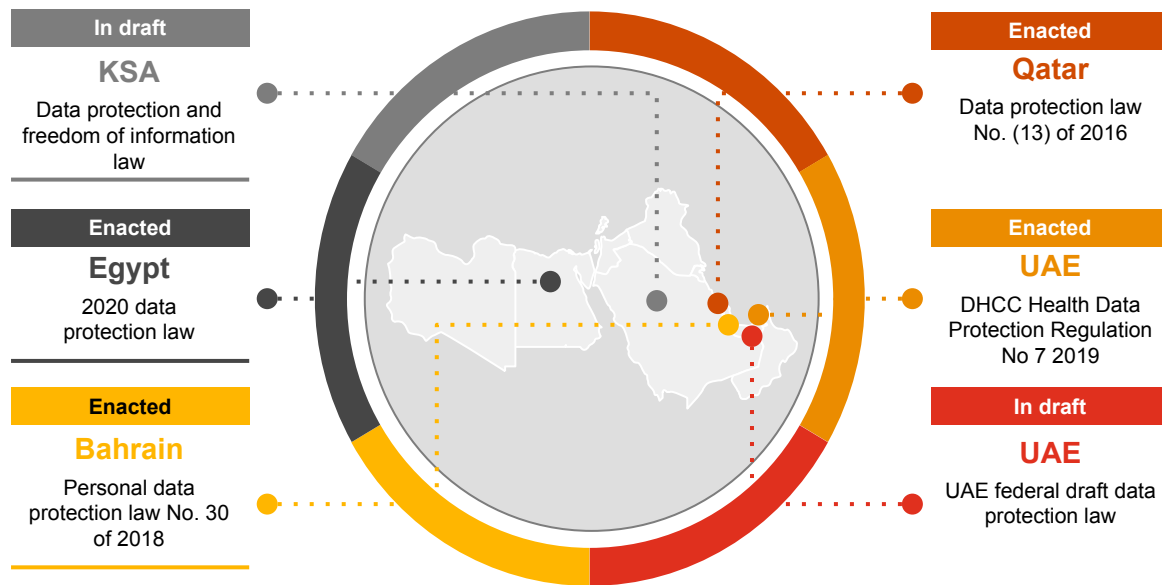 In draft
KSA
Data protection and
freedom of information
law
Enacted
Egypt
2020 data
protection law
Enacted
Bahrain
Personal data
protection law No. 30
of 2018
Enacted
Qatar
Data protection law
No. (13) of 2016
Enacted
UAE
DHCC Health Data
Protection Regulation
No 7 2019
In draft
UAE
UAE federal draft data
protection law